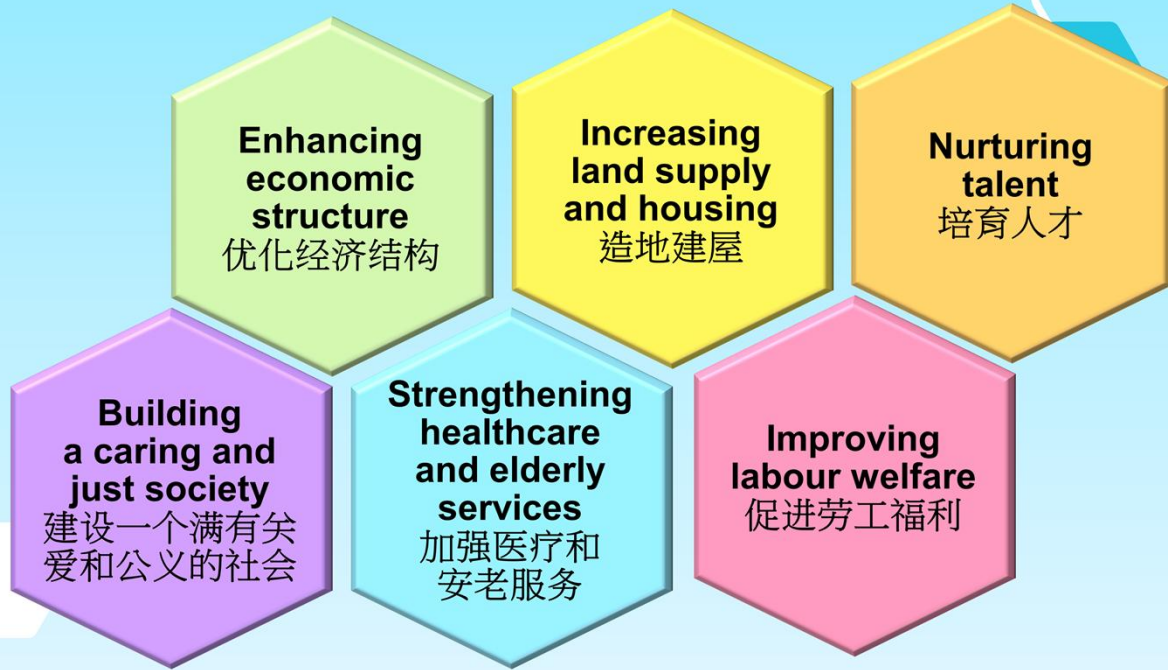 Enhancing
economic
structure
优化经济结构
Increasing
land supply
and housing
造地建屋
Nurturing
talent
培育人才
Building
a caring and
just society
建设一个满有关
爱和公义的社会
Strengthening
healthcare
and elderly
services
加强医疗和
安老服务
Improving
labour welfare
促进劳工福利